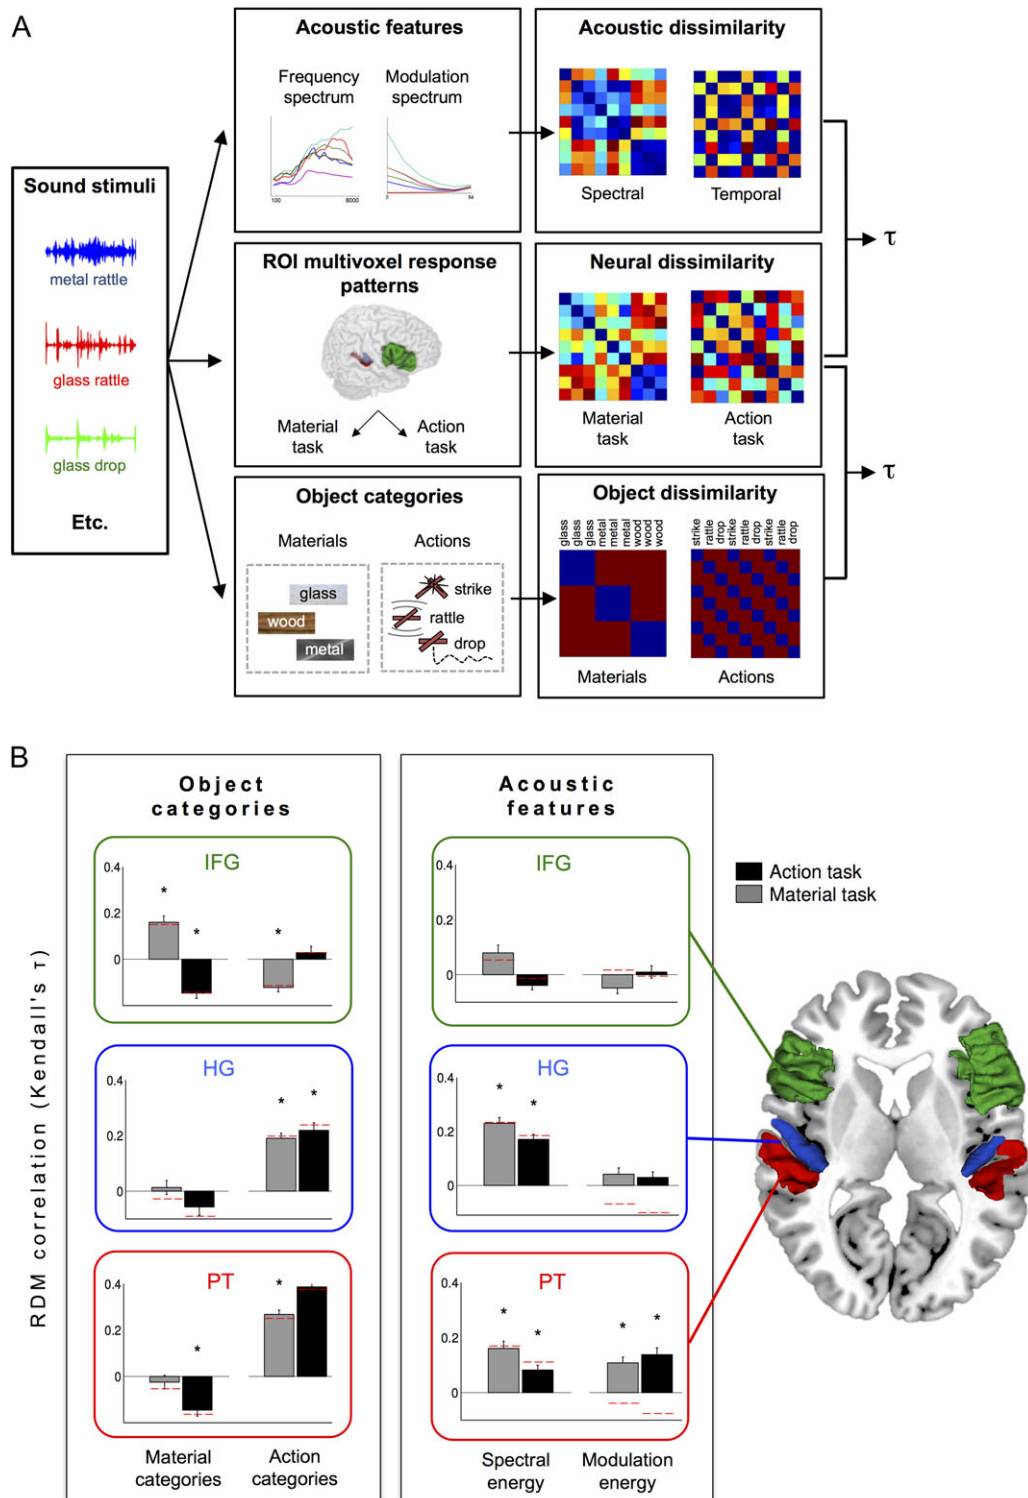 A
Acoustic features
Frequency spectrum
Modulation spectrum
100
8000
64
Acoustic dissimilarity
Spectral
Temporal
τ
Sound stimuli
metal rattle
glass rattle
glass drop
Etc.
ROI multivoxel response patterns
Material task
Action task
Neural dissimilarity
Material task
Action task
τ
Object categories
Materials
Actions
glass
wood
metal
strike
rattle
drop
Object dissimilarity
glass
glass
glass
metal
metal
metal
wood
wood
wood
strike
rattle
drop
strike
rattle
drop
strike
rattle
drop
Materials
Actions
B
Object categories
Acoustic features
RDM correlation (Kendall's τ)
IFG
0.4
0.2
0
*
*
*
IFG
0.4
0.2
0
Action task
Material task
HG
0.4
0.2
0
*
*
HG
0.4
0.2
0
*
*
PT
0.4
0.2
0
*
*
PT
0.4
0.2
0
*
*
*
*
Material categories
Action categories
Spectral energy
Modulation energy